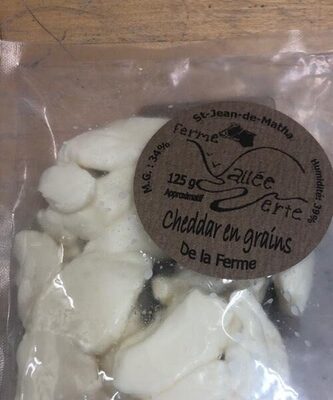 St-Jean-de-Matha
Ferme
Vallée
Verte
M.G.: 34%
Humidité: 39%
125 g
Approximatif
Cheddar en grains
De la Ferme